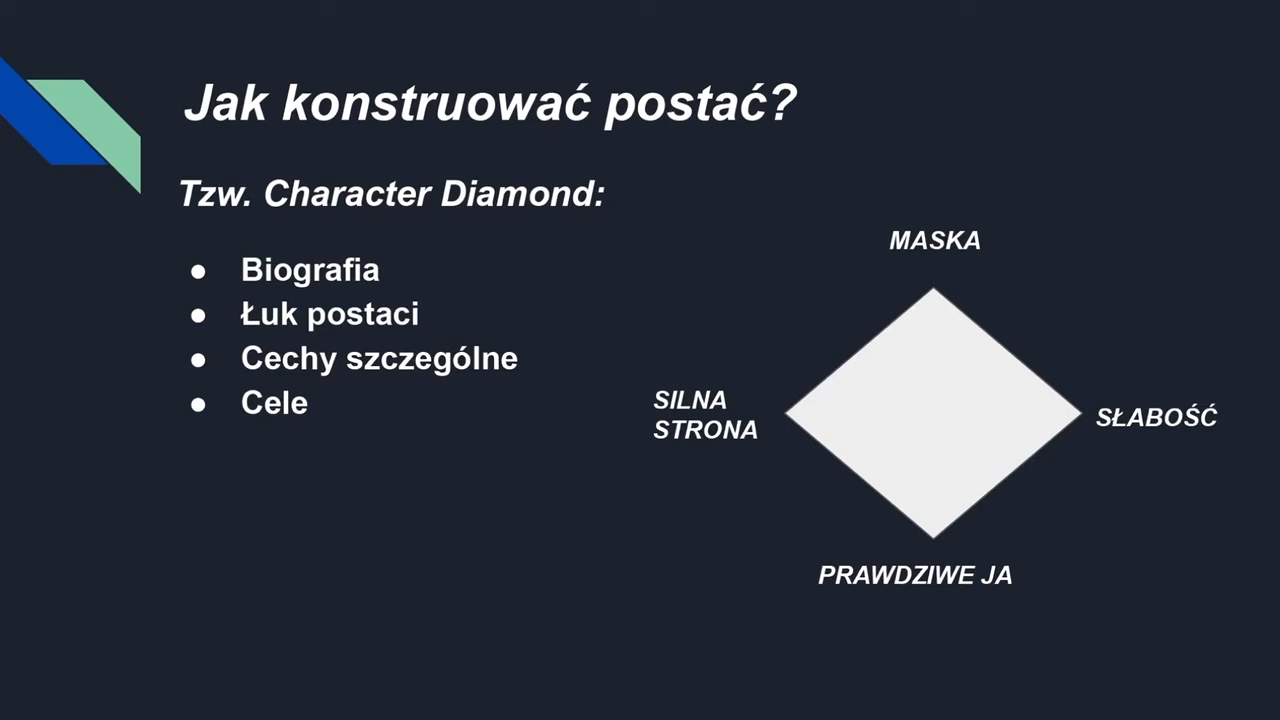 Jak konstruować postać?
Tzw. Character Diamond:
● Biografia
● Łuk postaci
● Cechy szczególne
● Cele
MASKA
SILNA
STRONA
SŁABOŚĆ
PRAWDZIWE JA